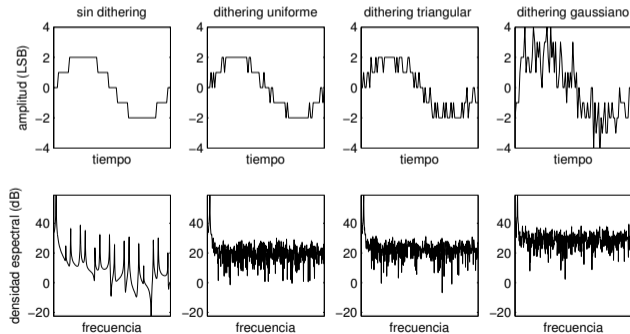 sin dithering
dithering uniforme
dithering triangular
dithering gaussiano
amplitud (LSB)
4
2
0
−2
−4
tiempo
4
2
0
−2
−4
tiempo
4
2
0
−2
−4
tiempo
4
2
0
−2
−4
tiempo
densidad espectral (dB)
40
20
0
−20
frecuencia
40
20
0
−20
frecuencia
40
20
0
−20
frecuencia
40
20
0
−20
frecuencia